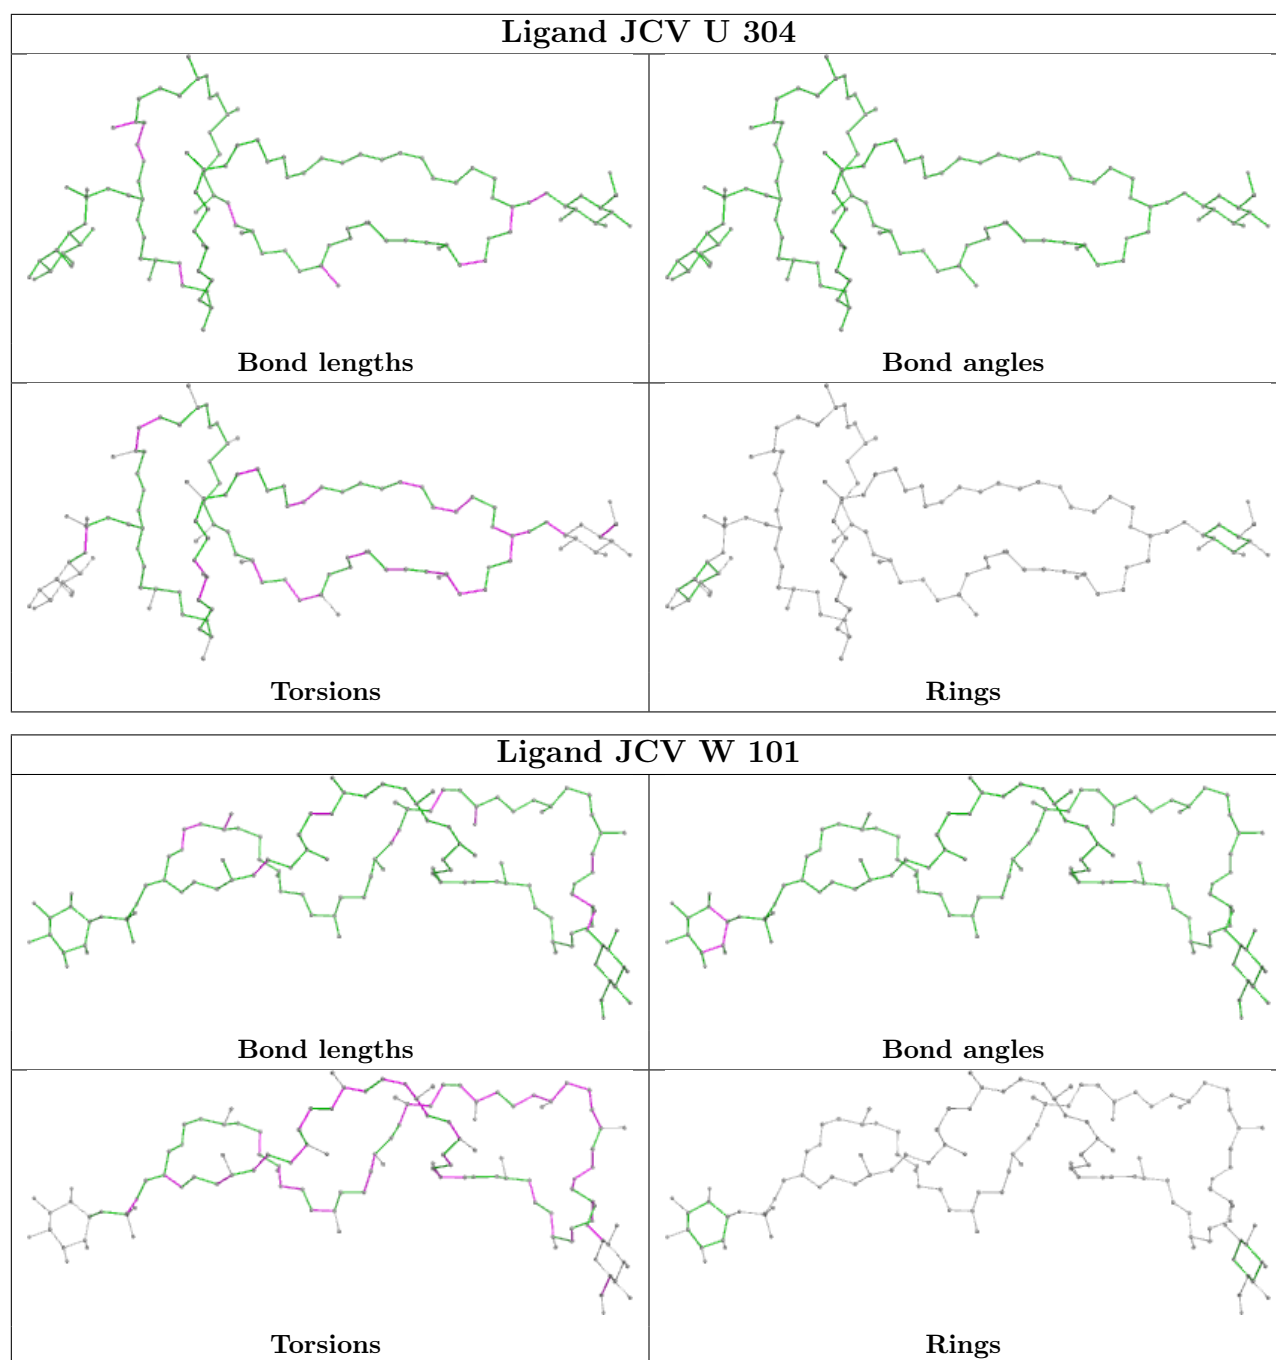 Ligand JCV U 304
Bond lengths
Bond angles
Torsions
Rings
Ligand JCV W 101
Bond lengths
Bond angles
Torsions
Rings